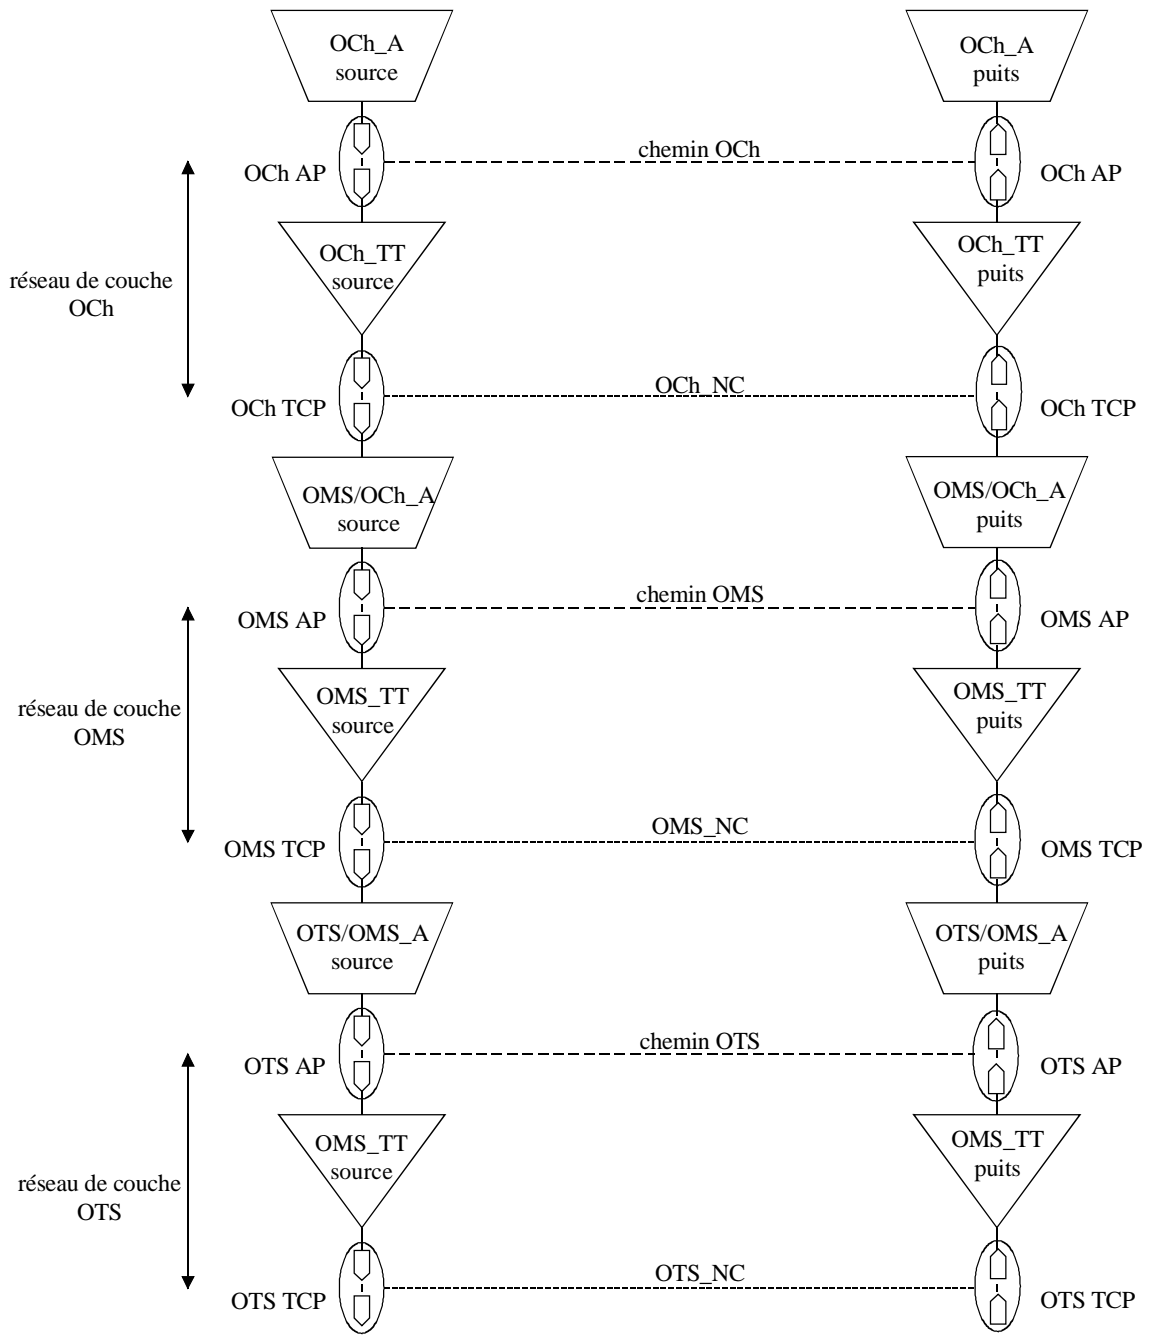 OCh_A
source
OCh_A
puits
chemin OCh
OCh AP
OCh AP
OCh_TT
source
OCh_TT
puits
réseau de couche
OCh
OCh_NC
OCh TCP
OCh TCP
OMS/OCh_A
source
OMS/OCh_A
puits
chemin OMS
OMS AP
OMS AP
OMS_TT
source
OMS_TT
puits
réseau de couche
OMS
OMS_NC
OMS TCP
OMS TCP
OTS/OMS_A
source
OTS/OMS_A
puits
chemin OTS
OTS AP
OTS AP
OMS_TT
source
OMS_TT
puits
réseau de couche
OTS
OTS_NC
OTS TCP
OTS TCP